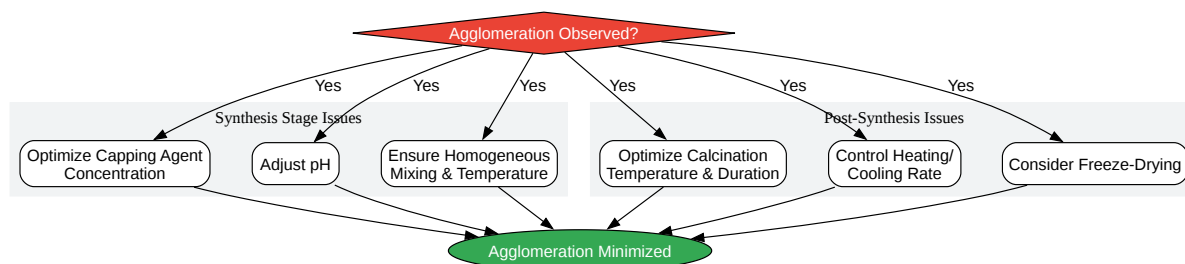 Agglomeration Observed?
Yes
Yes
Yes
Yes
Yes
Yes
Synthesis Stage Issues
Post-Synthesis Issues
Optimize Capping Agent
Concentration
Adjust pH
Ensure Homogeneous
Mixing & Temperature
Optimize Calcination
Temperature & Duration
Control Heating/
Cooling Rate
Consider Freeze-Drying
Agglomeration Minimized